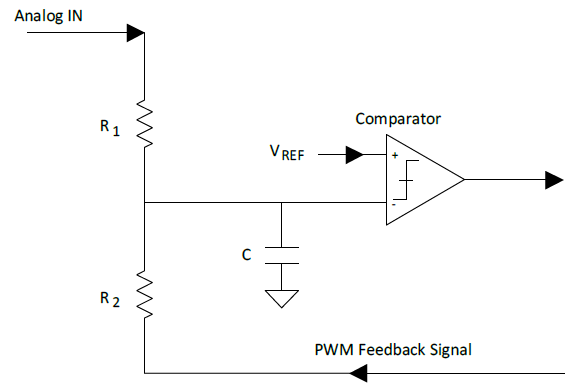 Analog IN
Comparator
R1
VREF
+
-
C
R2
PWM Feedback Signal